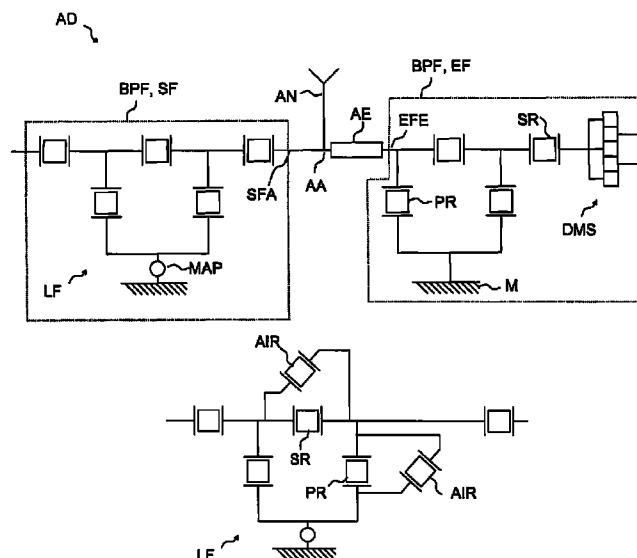 AD
BPF, SF
AN
BPF, EF
AE
EFE
SR
SFA
AA
PR
DMS
MAP
LF
M
AIR
SR
PR
AIR
LF